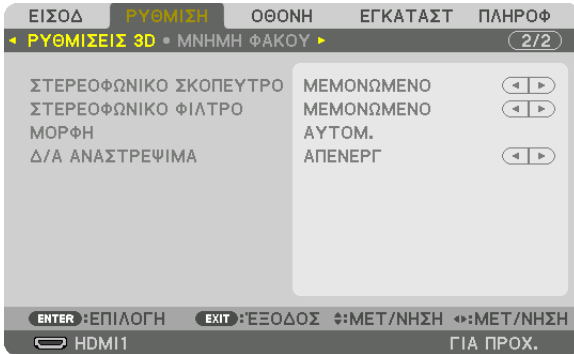 ΕΙΣΟΔ ΡΥΘΜΙΣΗ ΟΘΟΝΗ ΕΓΚΑΤΑΣΤ ΠΛΗΡΟΦ
◂ ΡΥΘΜΙΣΕΙΣ 3D • ΜΝΗΜΗ ΦΑΚΟΥ ▸ 2/2
ΣΤΕΡΕΟΦΩΝΙΚΟ ΣΚΟΠΕΥΤΡΟ ΜΕΜΟΝΩΜΕΝΟ
ΣΤΕΡΕΟΦΩΝΙΚΟ ΦΙΛΤΡΟ ΜΕΜΟΝΩΜΕΝΟ
ΜΟΡΦΗ ΑΥΤΟΜ.
Δ/Α ΑΝΑΣΤΡΕΨΙΜΑ ΑΠΕΝΕΡΓ
ENTER :ΕΠΙΛΟΓΗ EXIT :ΈΞΟΔΟΣ :ΜΕΤ/ΝΗΣΗ :ΜΕΤ/ΝΗΣΗ
HDMI1 ΓΙΑ ΠΡΟΧ.